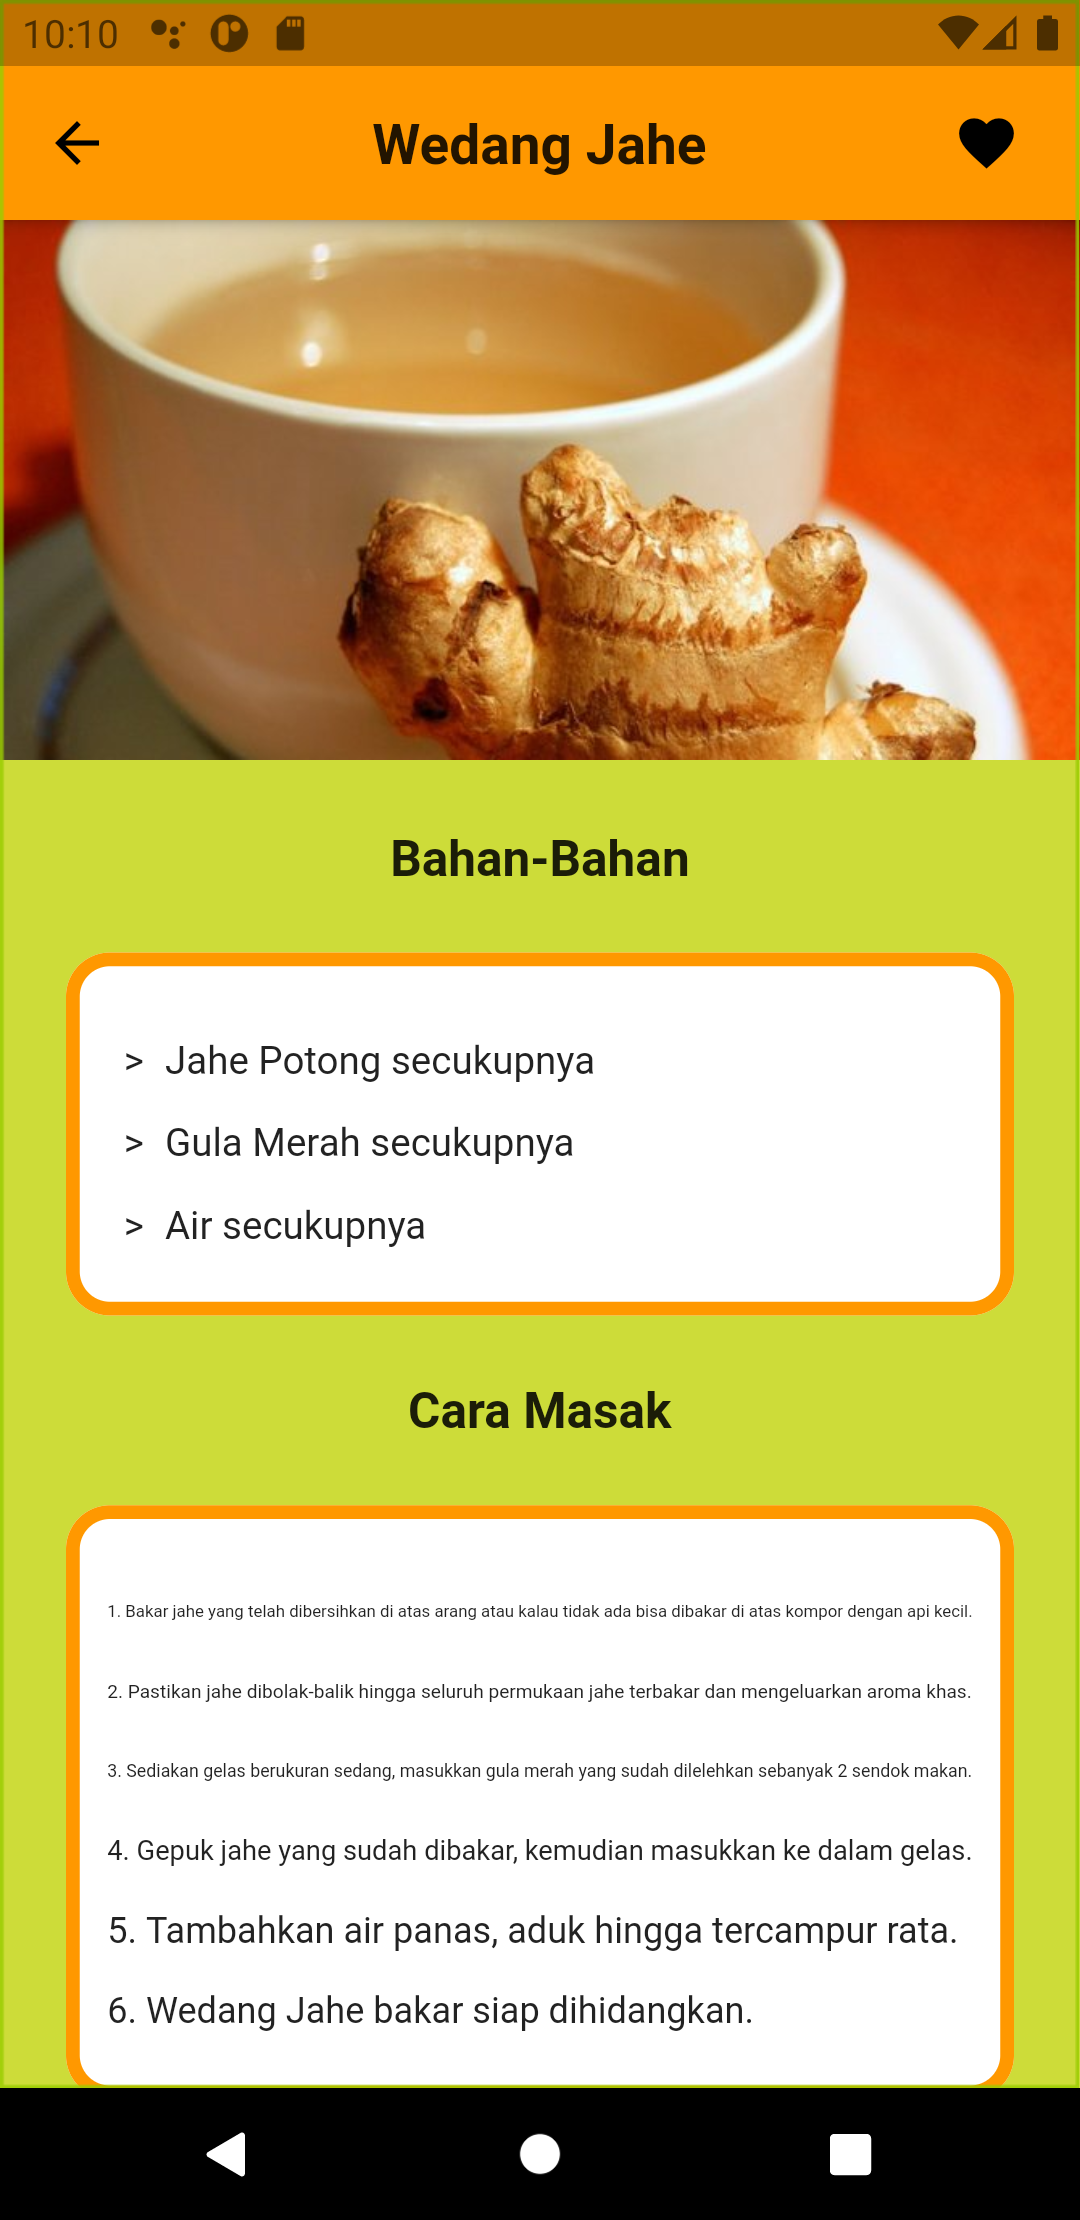 10:10
Wedang Jahe
Bahan-Bahan
> Jahe Potong secukupnya
> Gula Merah secukupnya
> Air secukupnya
Cara Masak
1. Bakar jahe yang telah dibersihkan di atas arang atau kalau tidak ada bisa dibakar di atas kompor dengan api kecil.
2. Pastikan jahe dibolak-balik hingga seluruh permukaan jahe terbakar dan mengeluarkan aroma khas.
3. Sediakan gelas berukuran sedang, masukkan gula merah yang sudah dilelehkan sebanyak 2 sendok makan.
4. Gepuk jahe yang sudah dibakar, kemudian masukkan ke dalam gelas.
5. Tambahkan air panas, aduk hingga tercampur rata.
6. Wedang Jahe bakar siap dihidangkan.